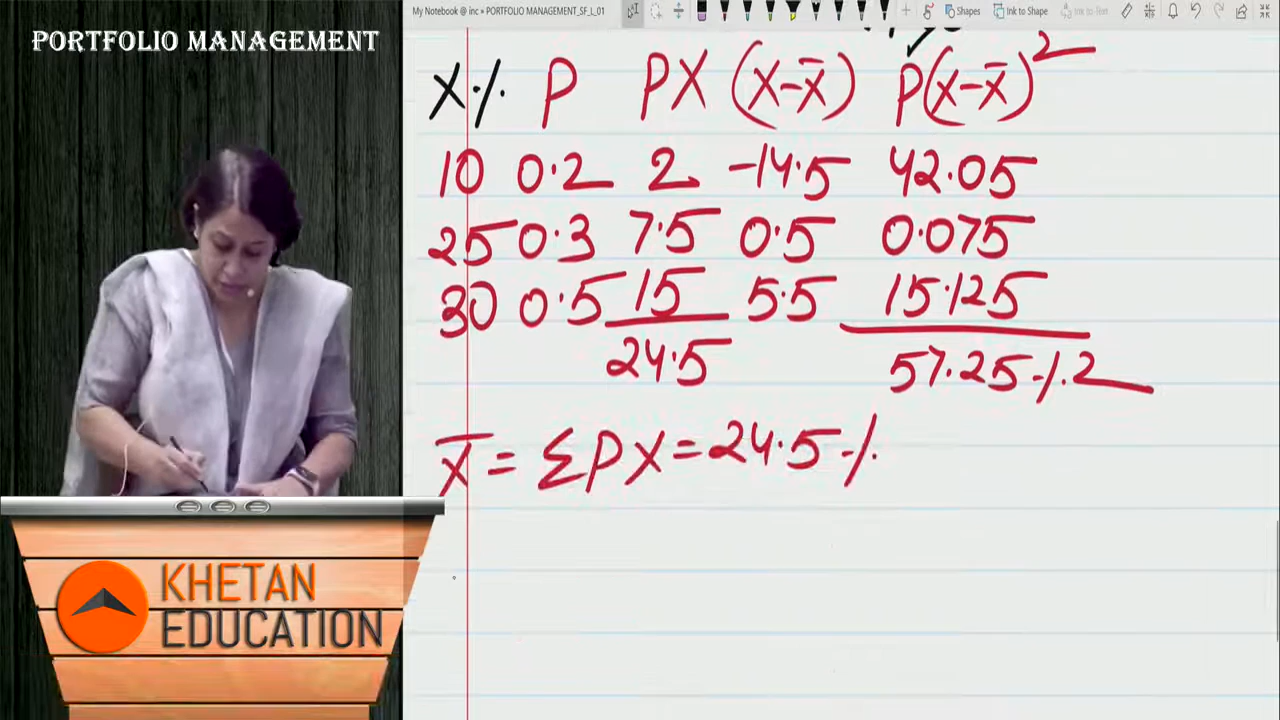 My Notebook @ inc » PORTFOLIO MANAGEMENT_SF_L_01
Shapes Ink to Shape Ink to Text
PORTFOLIO MANAGEMENT
X% P PX (X-x̄) P(X-x̄)²
10 0.2 2 -14.5 42.05
25 0.3 7.5 0.5 0.075
30 0.5 15 5.5 15.125
24.5 57.25%2
x̄ = ΣPX = 24.5%
KHETAN
EDUCATION